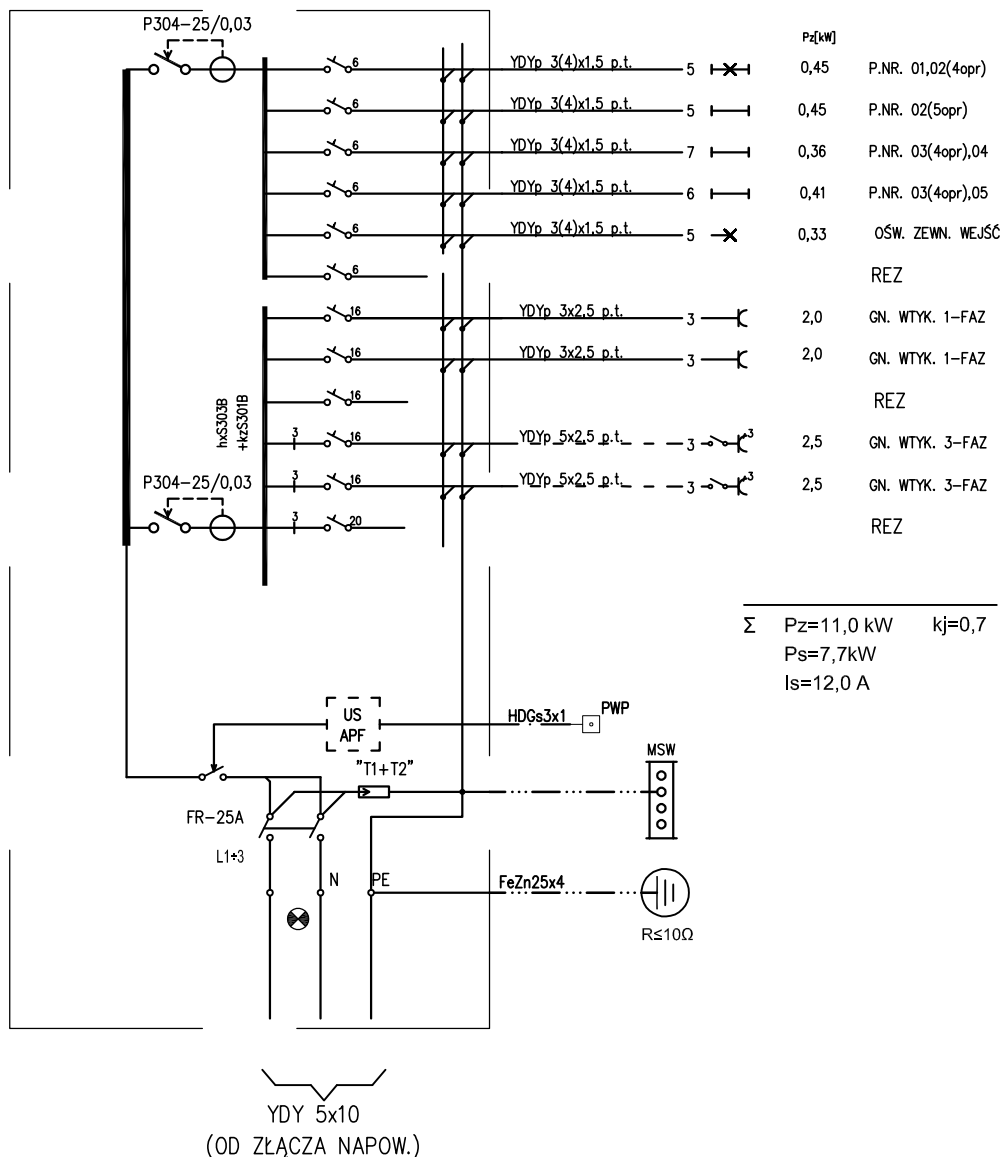 Pz[kW]
P304-25/0,03
6 YDYp 3(4)x1,5 p.t. 5 0,45 P.NR. 01,02(4opr)
6 YDYp 3(4)x1,5 p.t. 5 0,45 P.NR. 02(5opr)
6 YDYp 3(4)x1,5 p.t. 7 0,36 P.NR. 03(4opr),04
6 YDYp 3(4)x1,5 p.t. 6 0,41 P.NR. 03(4opr),05
6 YDYp 3(4)x1,5 p.t. 5 0,33 OŚW. ZEWN. WEJŚĆ
6 REZ
16 YDYp 3x2,5 p.t. 3 2,0 GN. WTYK. 1-FAZ
16 YDYp 3x2,5 p.t. 3 2,0 GN. WTYK. 1-FAZ
16 REZ
hxS303B
+kzS301B
3 16 YDYp 5x2,5 p.t. 3 3 2,5 GN. WTYK. 3-FAZ
3 16 YDYp 5x2,5 p.t. 3 3 2,5 GN. WTYK. 3-FAZ
P304-25/0,03
3 20 REZ
Σ Pz=11,0 kW kj=0,7
Ps=7,7kW
Is=12,0 A
US
APF
HDGs3x1
PWP
"T1+T2"
MSW
FR-25A
L1÷3
N
PE
FeZn25x4
R≤10Ω
YDY 5x10
(OD ZŁĄCZA NAPOW.)